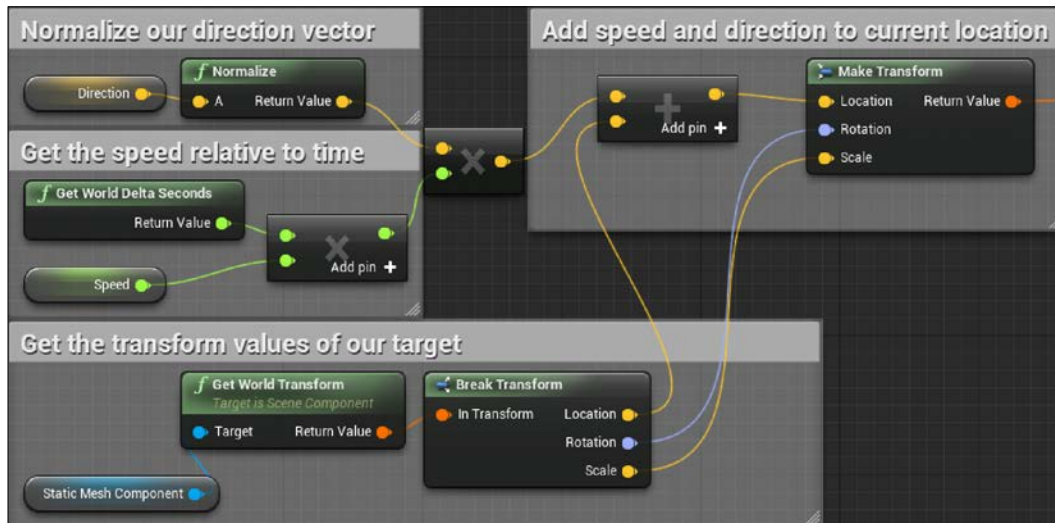 Normalize our direction vector
Direction
f Normalize
A Return Value
Get the speed relative to time
f Get World Delta Seconds
Return Value
Speed
×
Add pin +
×
Add speed and direction to current location
+
Add pin +
Make Transform
Location Return Value
Rotation
Scale
Get the transform values of our target
f Get World Transform
Target is Scene Component
Target Return Value
Static Mesh Component
Break Transform
In Transform Location
Rotation
Scale